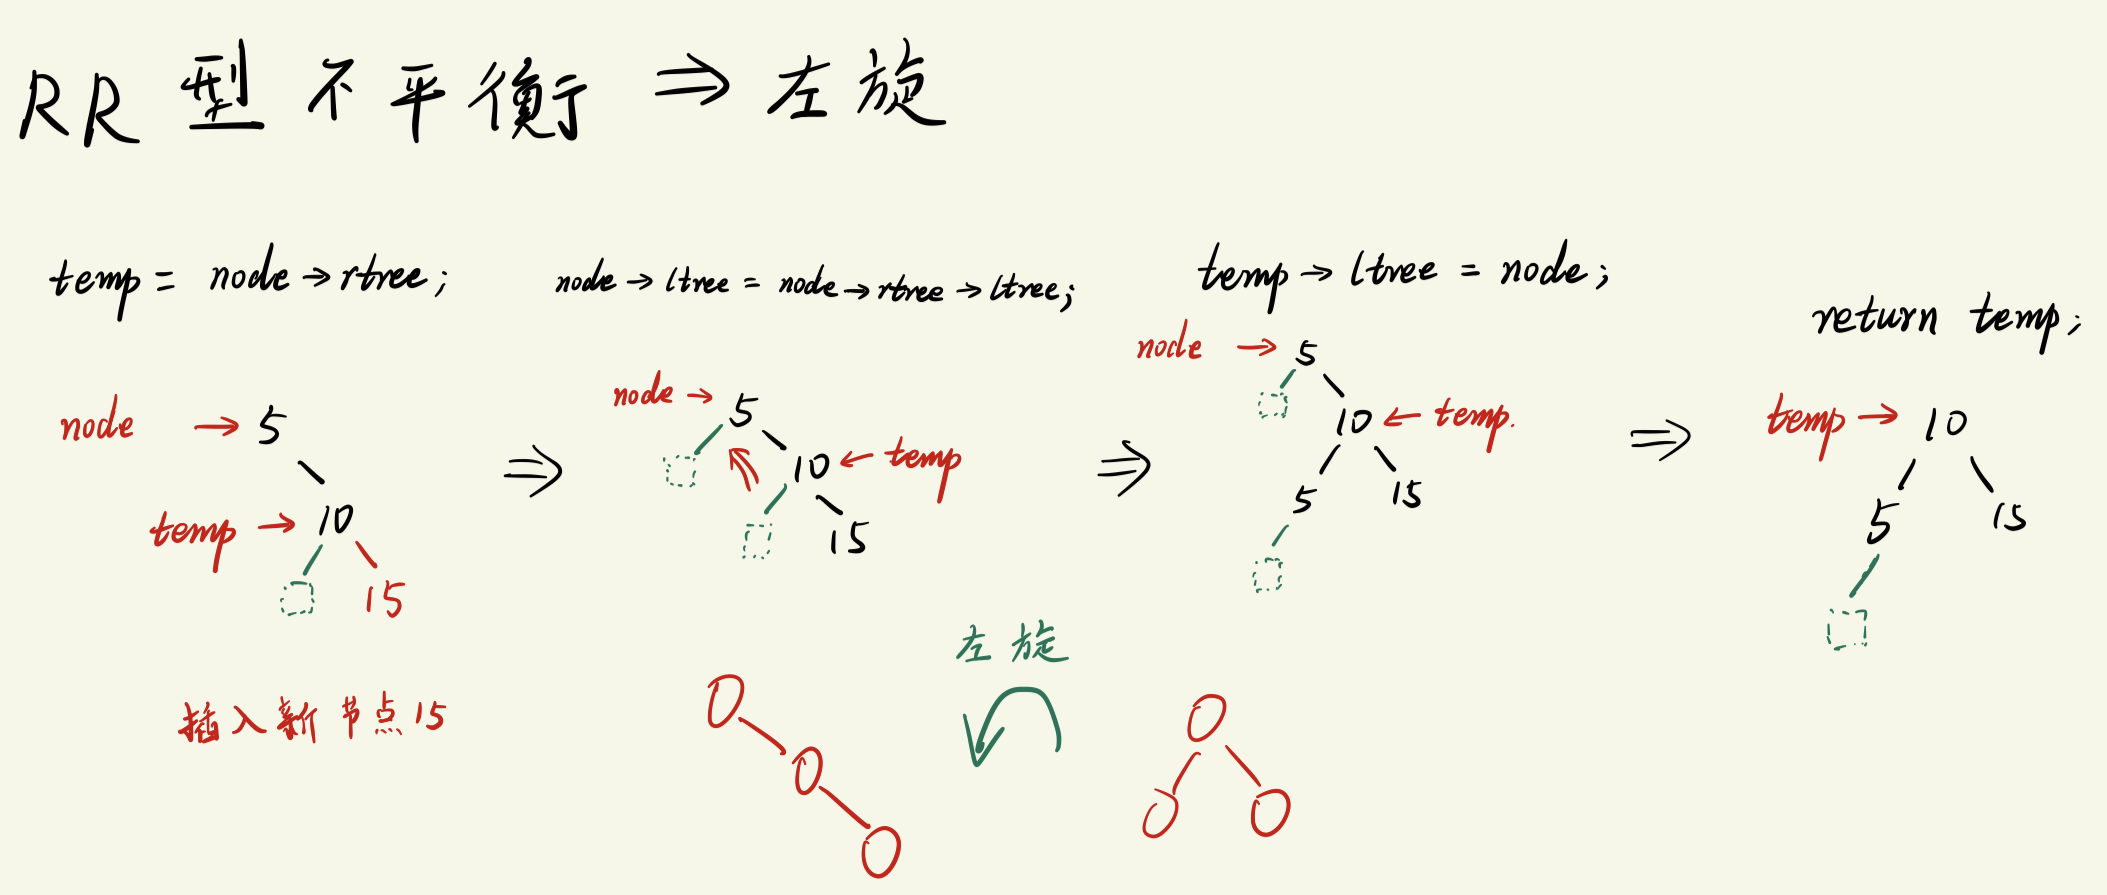 RR 型不平衡 ⇒ 左旋
temp = node→rtree;
node→ltree = node→rtree→ltree;
temp→ltree = node;
return temp;
node → 5
temp → 10
15
插入新节点15
node → 5
10 ← temp
15
node → 5
10 ← temp.
5 15
temp → 10
5 15
左旋